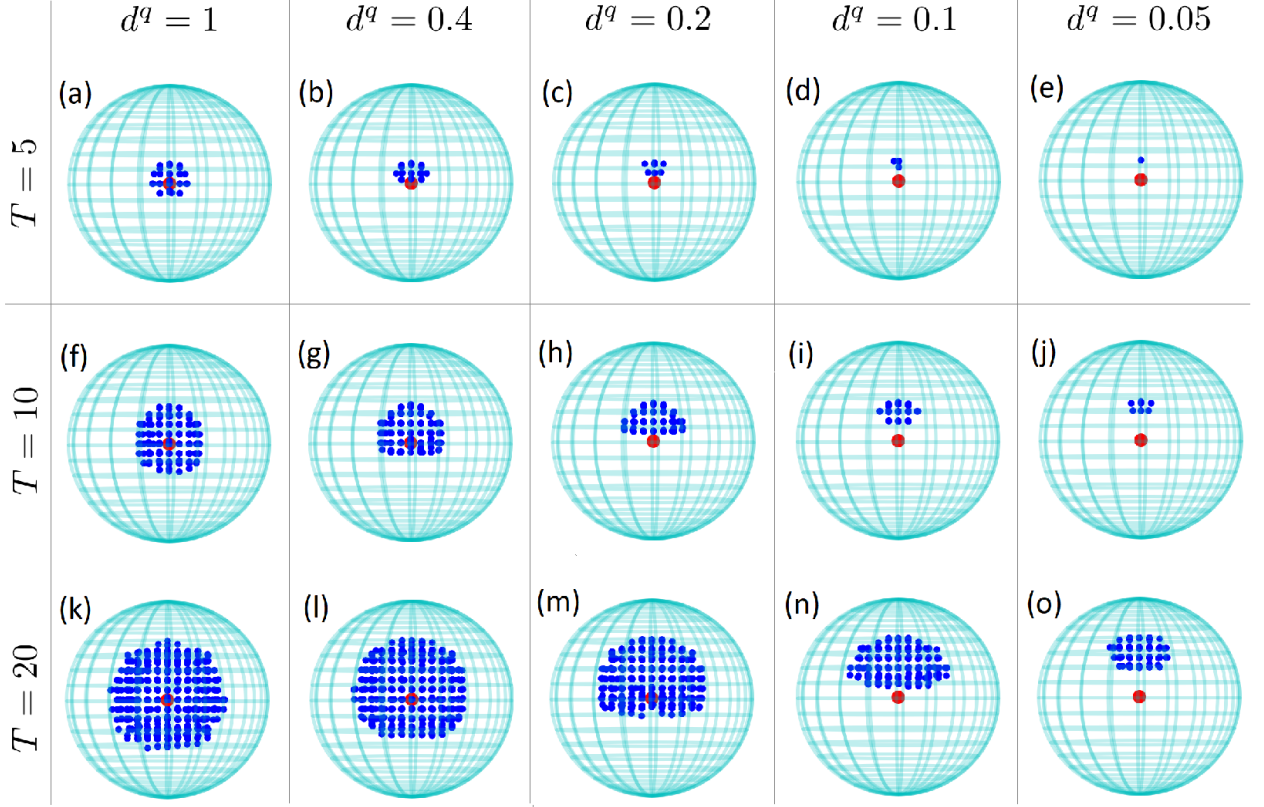 d^q = 1 d^q = 0.4 d^q = 0.2 d^q = 0.1 d^q = 0.05
T = 5
(a) (b) (c) (d) (e)
T = 10
(f) (g) (h) (i) (j)
T = 20
(k) (l) (m) (n) (o)